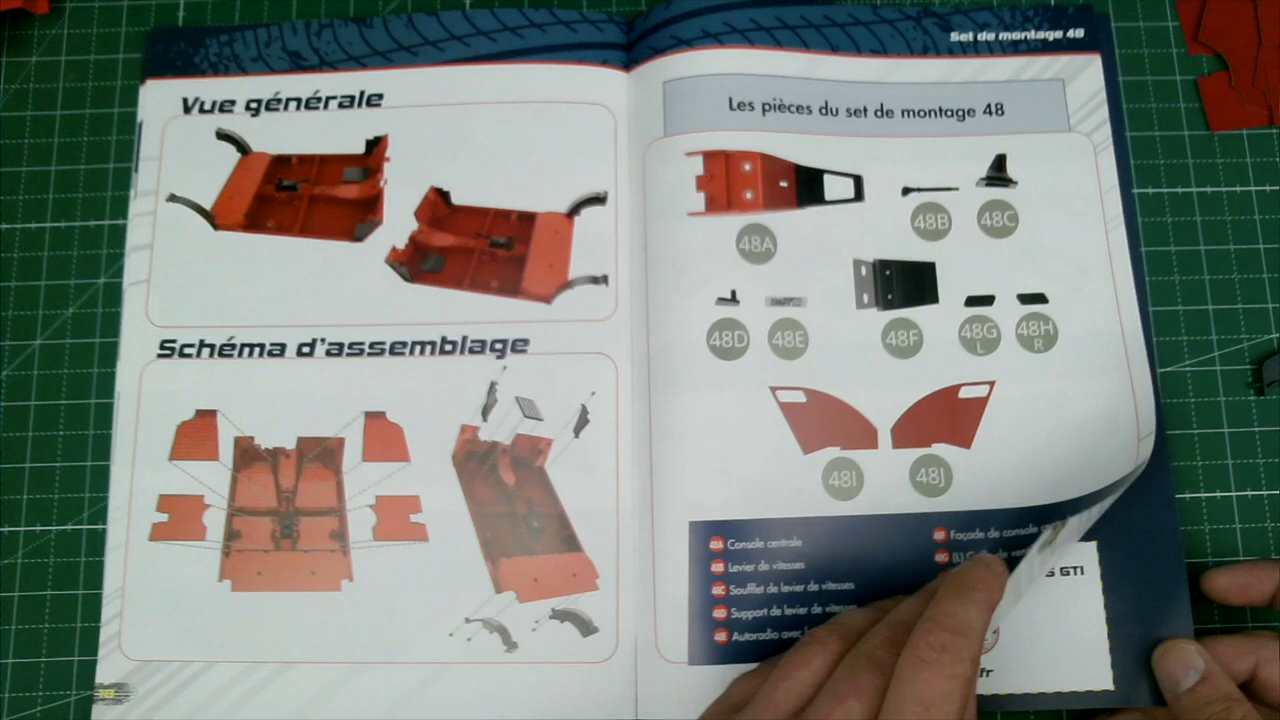 Vue générale
Schéma d'assemblage
18
Set de montage 48
Les pièces du set de montage 48
48A
48B
48C
48D
48E
48F
48G
L
48H
R
48I
48J
48A Console centrale
48B Levier de vitesses
48C Soufflet de levier de vitesses
48D Support de levier de vitesses
48E Autoradio avec
48F Façade de console
48G (L)
GTI
.fr